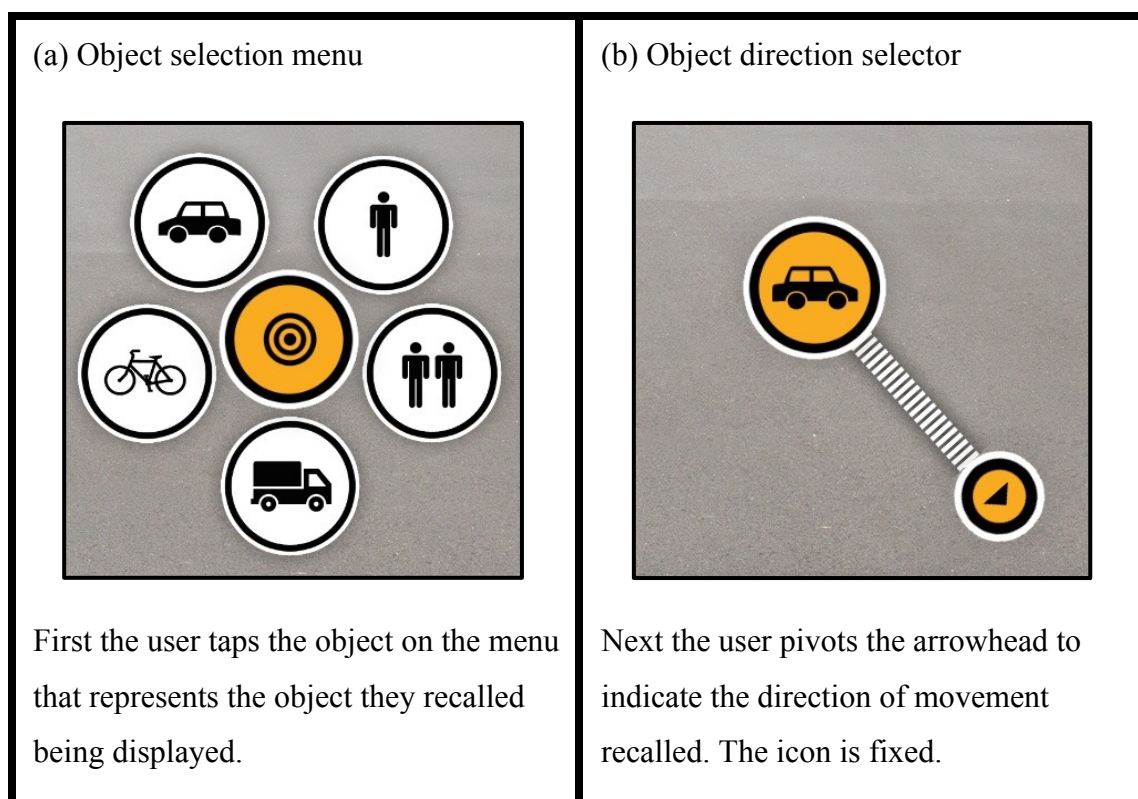 (a) Object selection menu
First the user taps the object on the menu
that represents the object they recalled
being displayed.
(b) Object direction selector
Next the user pivots the arrowhead to
indicate the direction of movement
recalled. The icon is fixed.